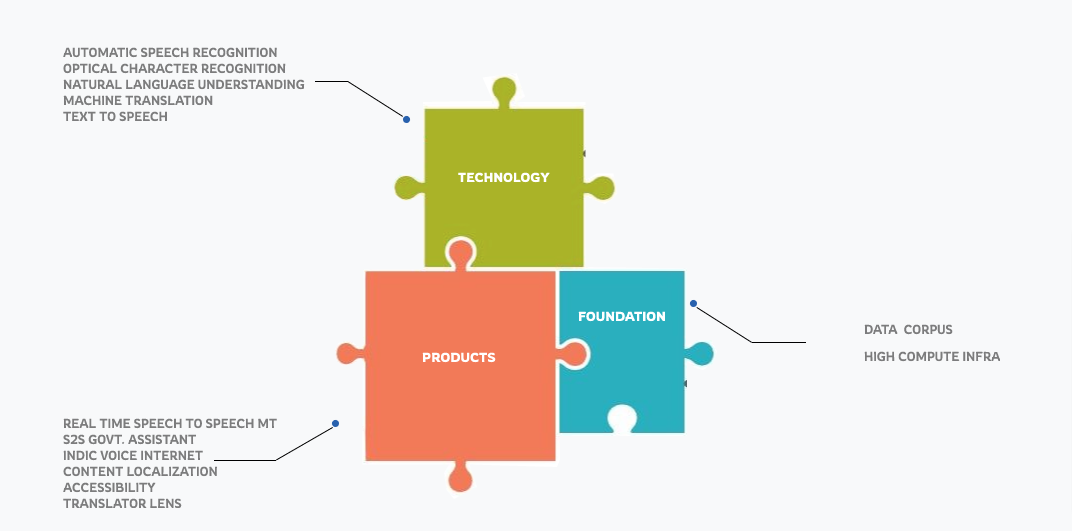 AUTOMATIC SPEECH RECOGNITION
OPTICAL CHARACTER RECOGNITION
NATURAL LANGUAGE UNDERSTANDING
MACHINE TRANSLATION
TEXT TO SPEECH
TECHNOLOGY
FOUNDATION
DATA CORPUS
HIGH COMPUTE INFRA
PRODUCTS
REAL TIME SPEECH TO SPEECH MT
S2S GOVT. ASSISTANT
INDIC VOICE INTERNET
CONTENT LOCALIZATION
ACCESSIBILITY
TRANSLATOR LENS